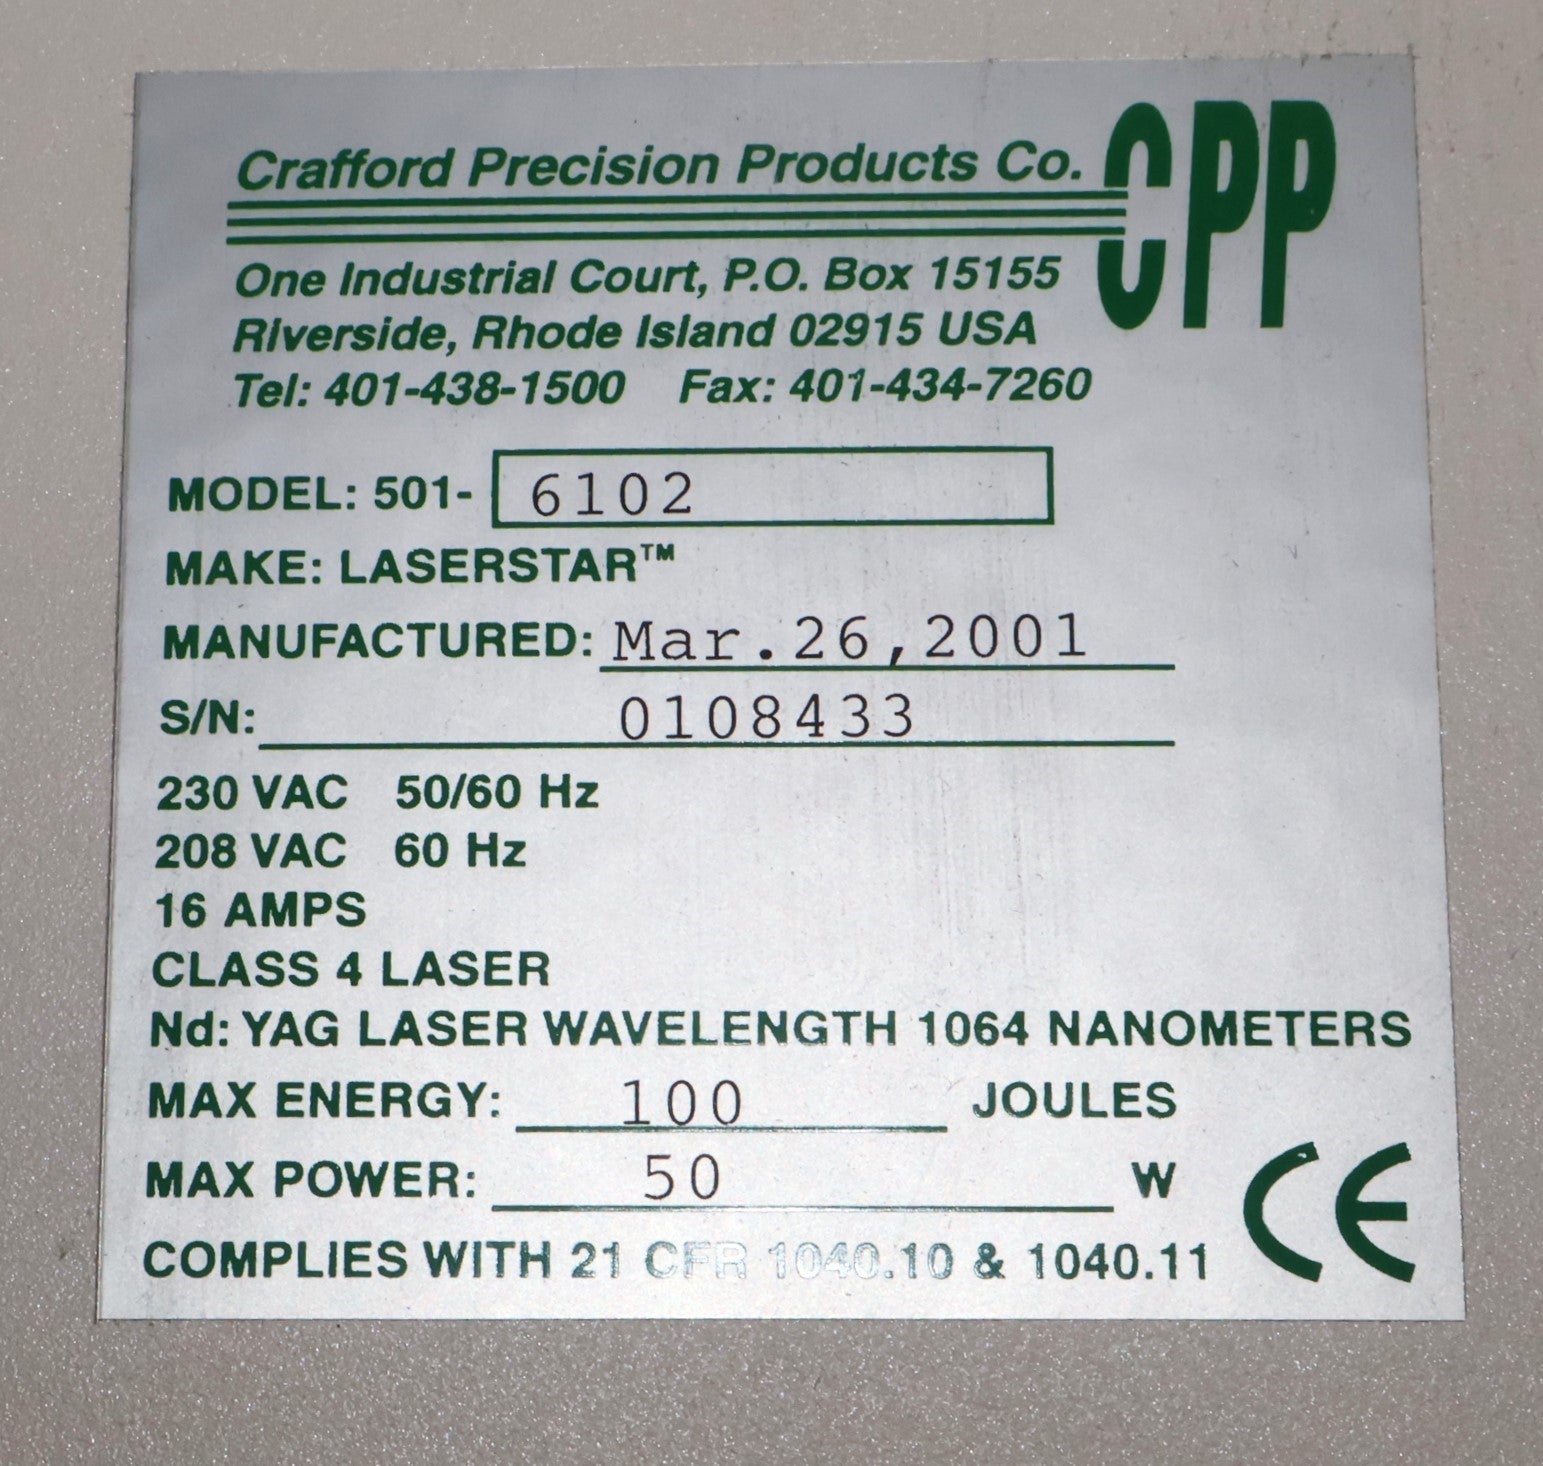 Crafford Precision Products Co. CPP
One Industrial Court, P.O. Box 15155
Riverside, Rhode Island 02915 USA
Tel: 401-438-1500 Fax: 401-434-7260
MODEL: 501- 6102
MAKE: LASERSTAR™
MANUFACTURED: Mar.26,2001
S/N: 0108433
230 VAC 50/60 Hz
208 VAC 60 Hz
16 AMPS
CLASS 4 LASER
Nd: YAG LASER WAVELENGTH 1064 NANOMETERS
MAX ENERGY: 100 JOULES
MAX POWER: 50 W
COMPLIES WITH 21 CFR 1040.10 & 1040.11
CE